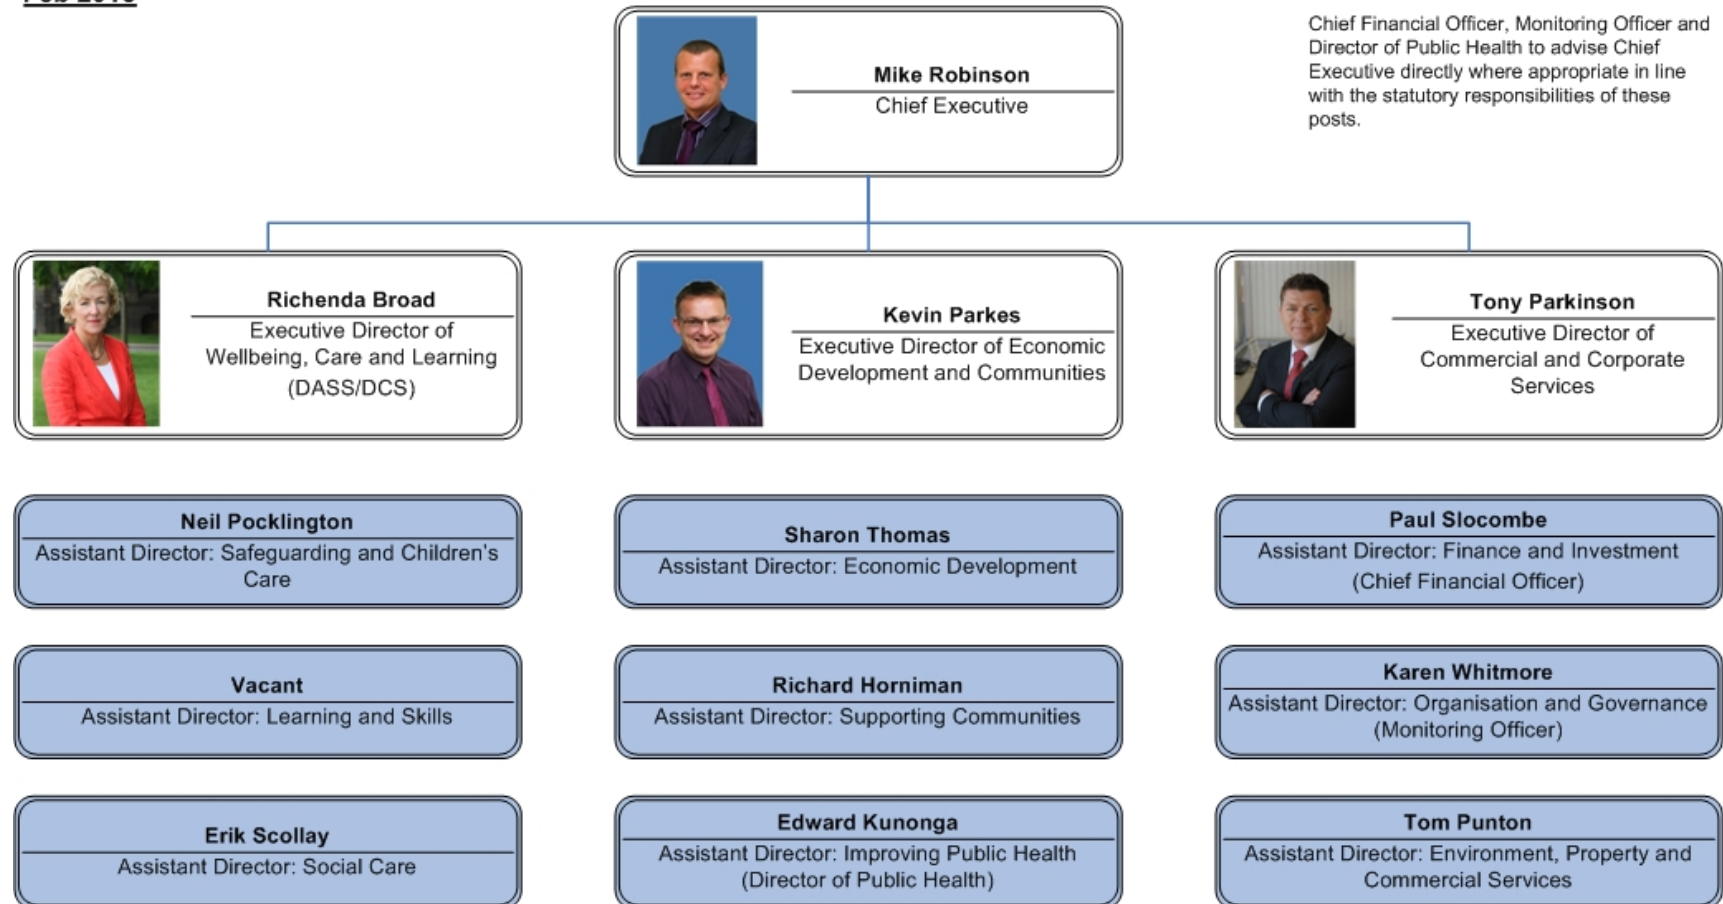 Chief Financial Officer, Monitoring Officer and
Director of Public Health to advise Chief
Executive directly where appropriate in line
with the statutory responsibilities of these
posts.
Mike Robinson
Chief Executive
Richenda Broad
Executive Director of
Wellbeing, Care and Learning
(DASS/DCS)
Kevin Parkes
Executive Director of Economic
Development and Communities
Tony Parkinson
Executive Director of
Commercial and Corporate
Services
Neil Pocklington
Assistant Director: Safeguarding and Children's
Care
Sharon Thomas
Assistant Director: Economic Development
Paul Slocombe
Assistant Director: Finance and Investment
(Chief Financial Officer)
Vacant
Assistant Director: Learning and Skills
Richard Horniman
Assistant Director: Supporting Communities
Karen Whitmore
Assistant Director: Organisation and Governance
(Monitoring Officer)
Erik Scollay
Assistant Director: Social Care
Edward Kunonga
Assistant Director: Improving Public Health
(Director of Public Health)
Tom Punton
Assistant Director: Environment, Property and
Commercial Services